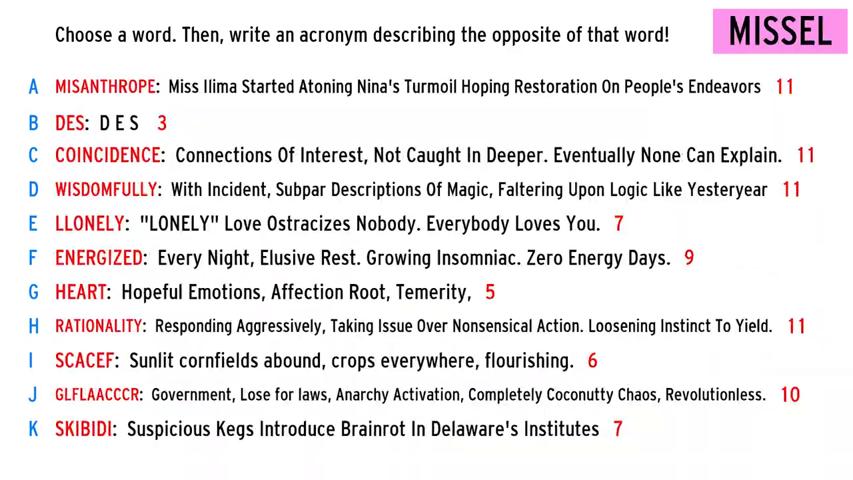 Choose a word. Then, write an acronym describing the opposite of that word!
MISSEL
A MISANTHROPE: Miss Ilima Started Atoning Nina's Turmoil Hoping Restoration On People's Endeavors 11
B DES: D E S 3
C COINCIDENCE: Connections Of Interest, Not Caught In Deeper. Eventually None Can Explain. 11
D WISDOMFULLY: With Incident, Subpar Descriptions Of Magic, Faltering Upon Logic Like Yesteryear 11
E LLONELY: "LONELY" Love Ostracizes Nobody. Everybody Loves You. 7
F ENERGIZED: Every Night, Elusive Rest. Growing Insomniac. Zero Energy Days. 9
G HEART: Hopeful Emotions, Affection Root, Temerity, 5
H RATIONALITY: Responding Aggressively, Taking Issue Over Nonsensical Action. Loosening Instinct To Yield. 11
I SCACEF: Sunlit cornfields abound, crops everywhere, flourishing. 6
J GLFLAACCCR: Government, Lose for laws, Anarchy Activation, Completely Coconutty Chaos, Revolutionless. 10
K SKIBIDI: Suspicious Kegs Introduce Brainrot In Delaware's Institutes 7